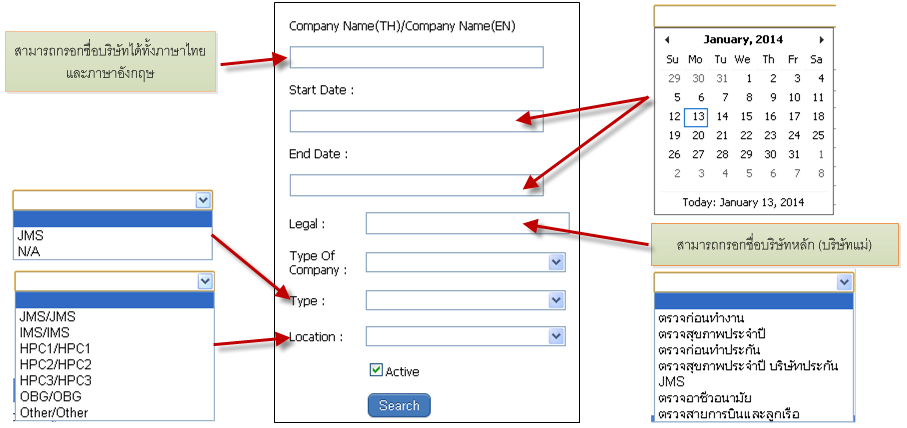 สามารถกรอกชื่อบริษัทได้ทั้งภาษาไทย
และภาษาอังกฤษ
JMS
N/A
JMS/JMS
IMS/IMS
HPC1/HPC1
HPC2/HPC2
HPC3/HPC3
OBG/OBG
Other/Other
Company Name(TH)/Company Name(EN)
Start Date :
End Date :
Legal :
Type Of
Company :
Type :
Location :
Active
Search
January, 2014
Su Mo Tu We Th Fr Sa
29 30 31 1 2 3 4
5 6 7 8 9 10 11
12 13 14 15 16 17 18
19 20 21 22 23 24 25
26 27 28 29 30 31 1
2 3 4 5 6 7 8
Today: January 13, 2014
สามารถกรอกชื่อบริษัทหลัก (บริษัทแม่)
ตรวจก่อนทำงาน
ตรวจสุขภาพประจำปี
ตรวจก่อนทำประกัน
ตรวจสุขภาพประจำปี บริษัทประกัน
JMS
ตรวจอาชีวอนามัย
ตรวจสายการบินและลูกเรือ